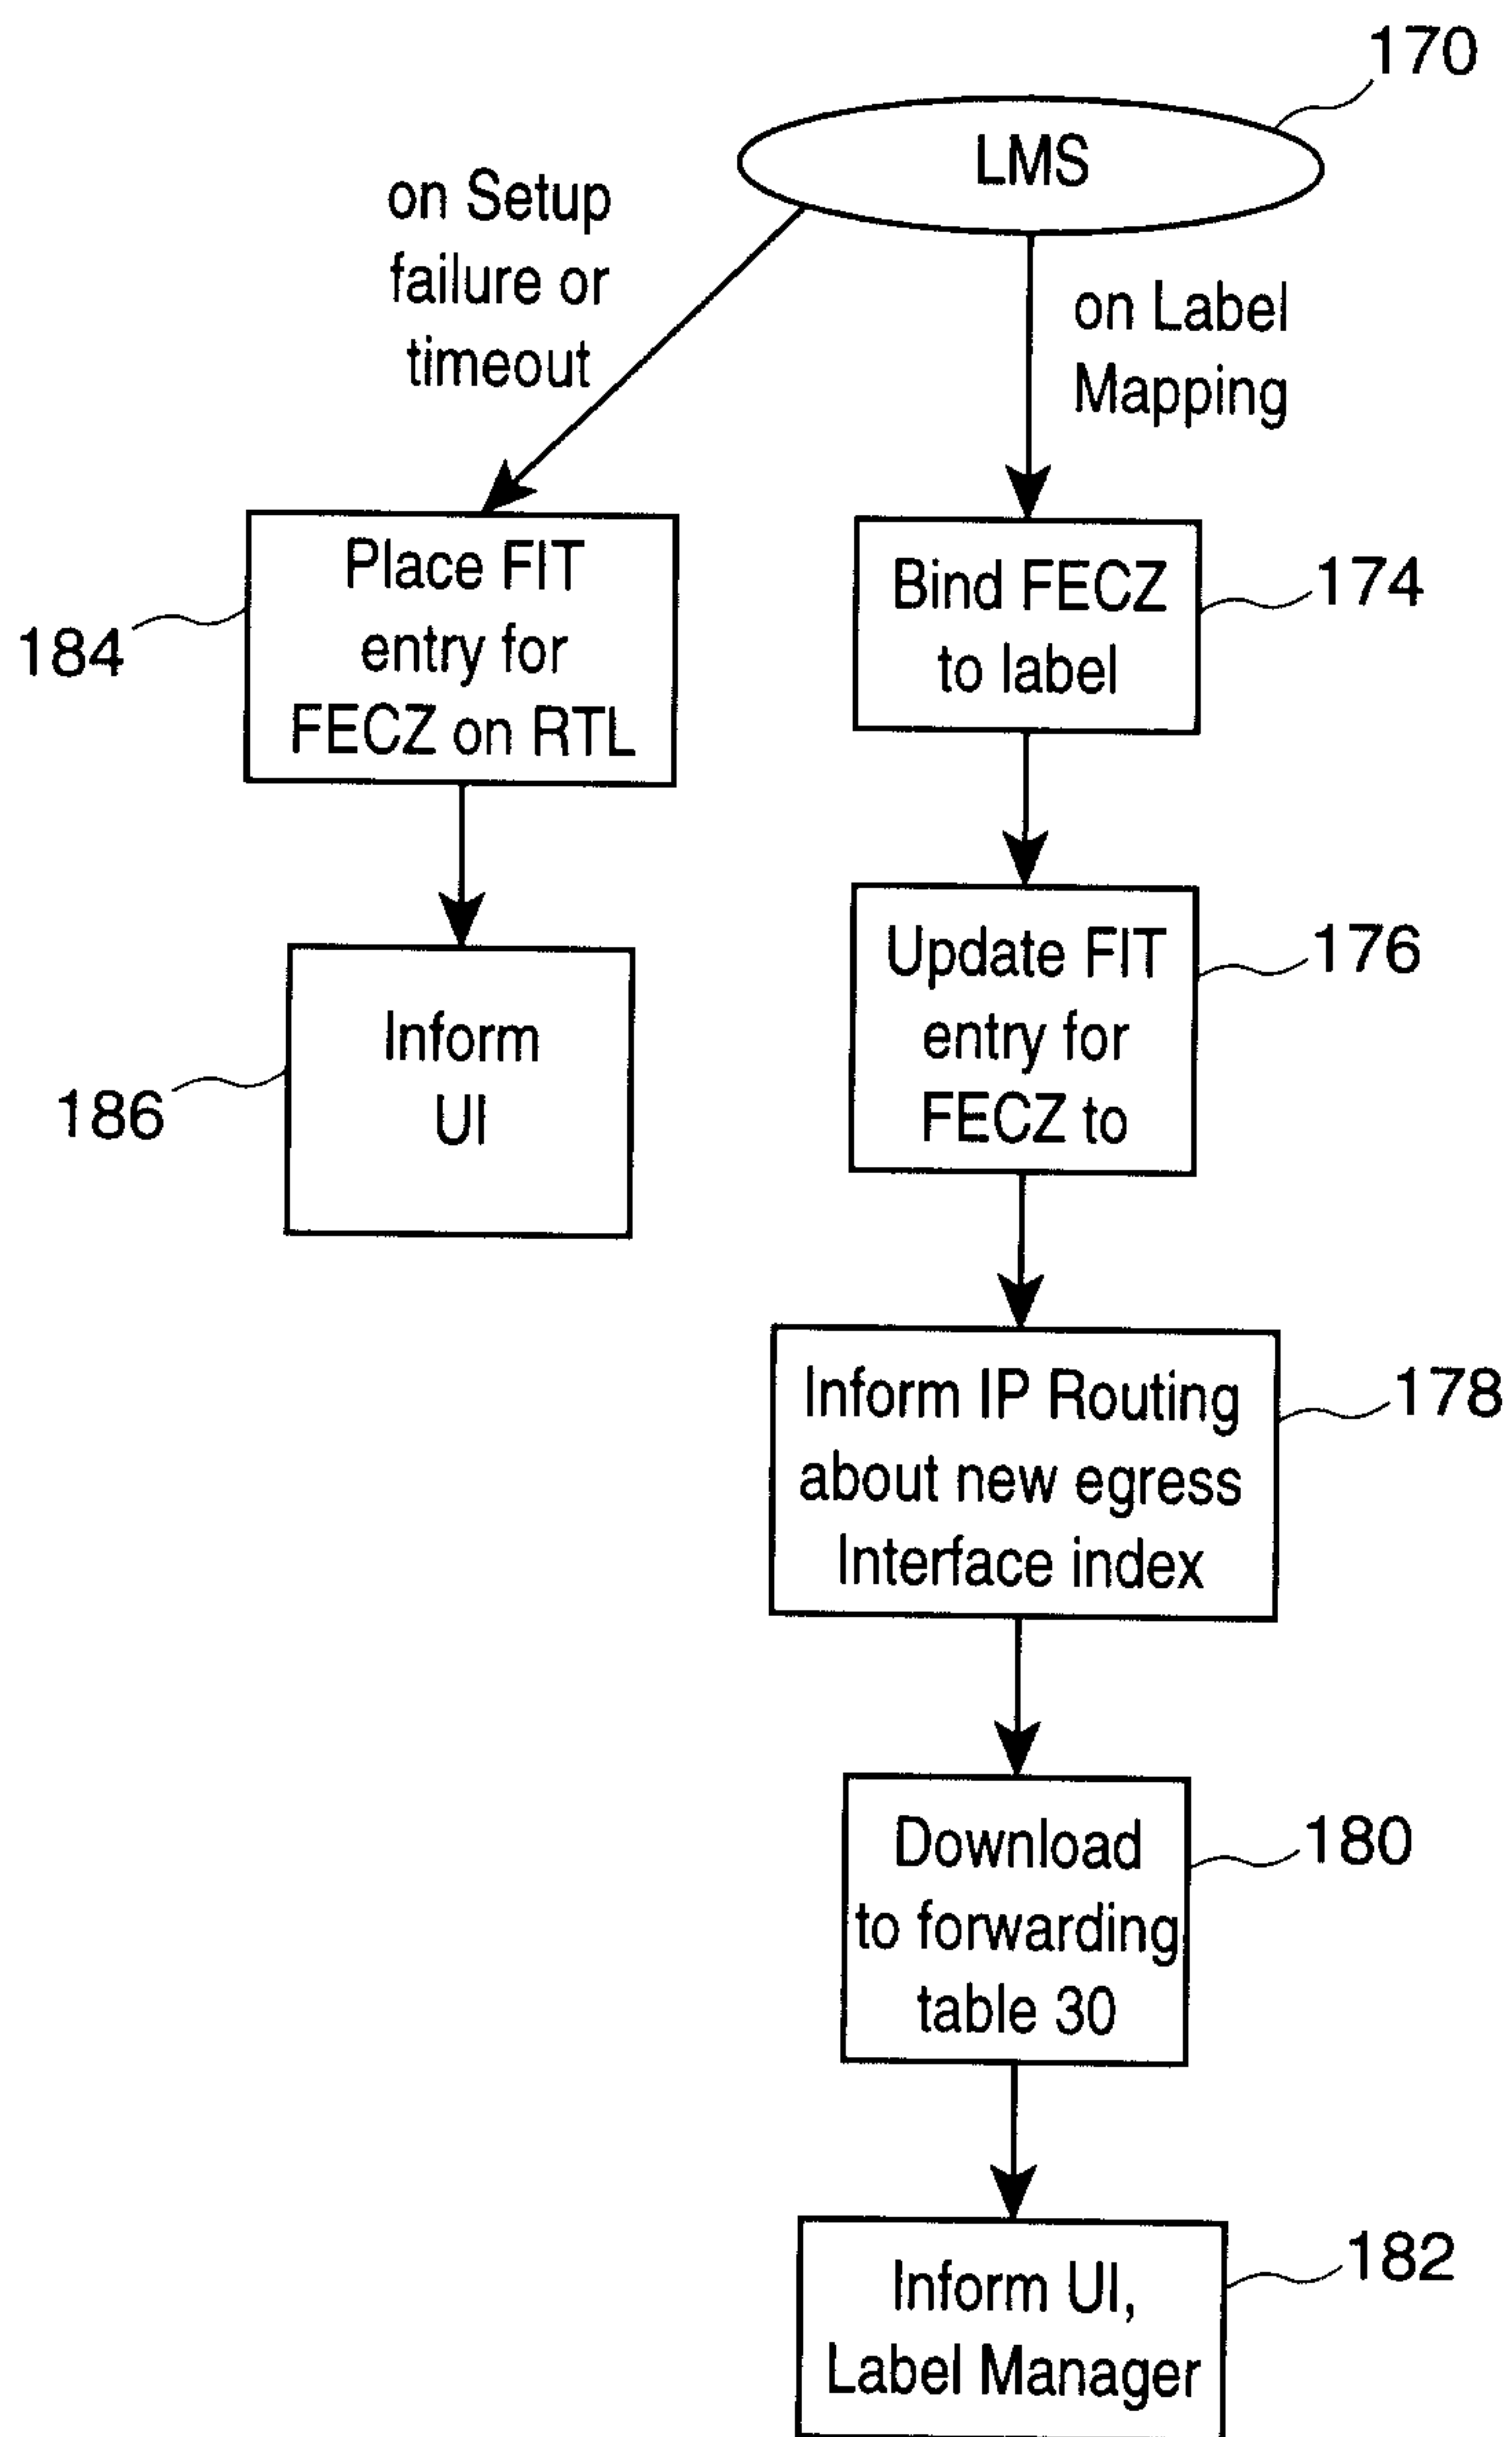 170
LMS
on Setup
failure or
timeout
on Label
Mapping
Place FIT
entry for
FECZ on RTL
184
Bind FECZ
to label
174
Update FIT
entry for
FECZ to
176
Inform
UI
186
Inform IP Routing
about new egress
Interface index
178
Download
to forwarding
table 30
180
Inform UI,
Label Manager
182